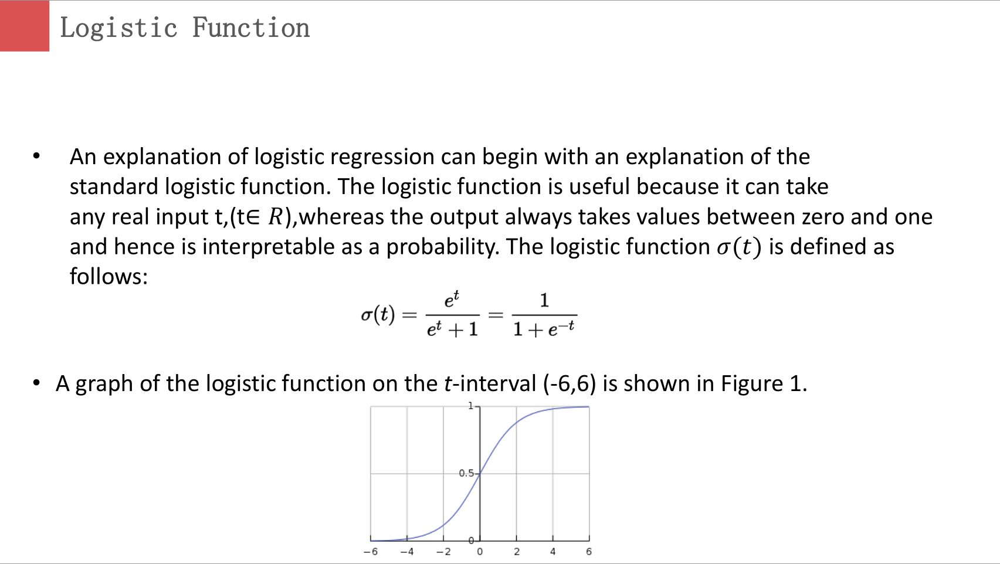 Logistic Function
• An explanation of logistic regression can begin with an explanation of the
standard logistic function. The logistic function is useful because it can take
any real input t,(t∈ R),whereas the output always takes values between zero and one
and hence is interpretable as a probability. The logistic function σ(t) is defined as
follows:
σ(t) = e^t / (e^t + 1) = 1 / (1 + e^−t)
• A graph of the logistic function on the t-interval (-6,6) is shown in Figure 1.
1
0.5
0
−6 −4 −2 0 2 4 6